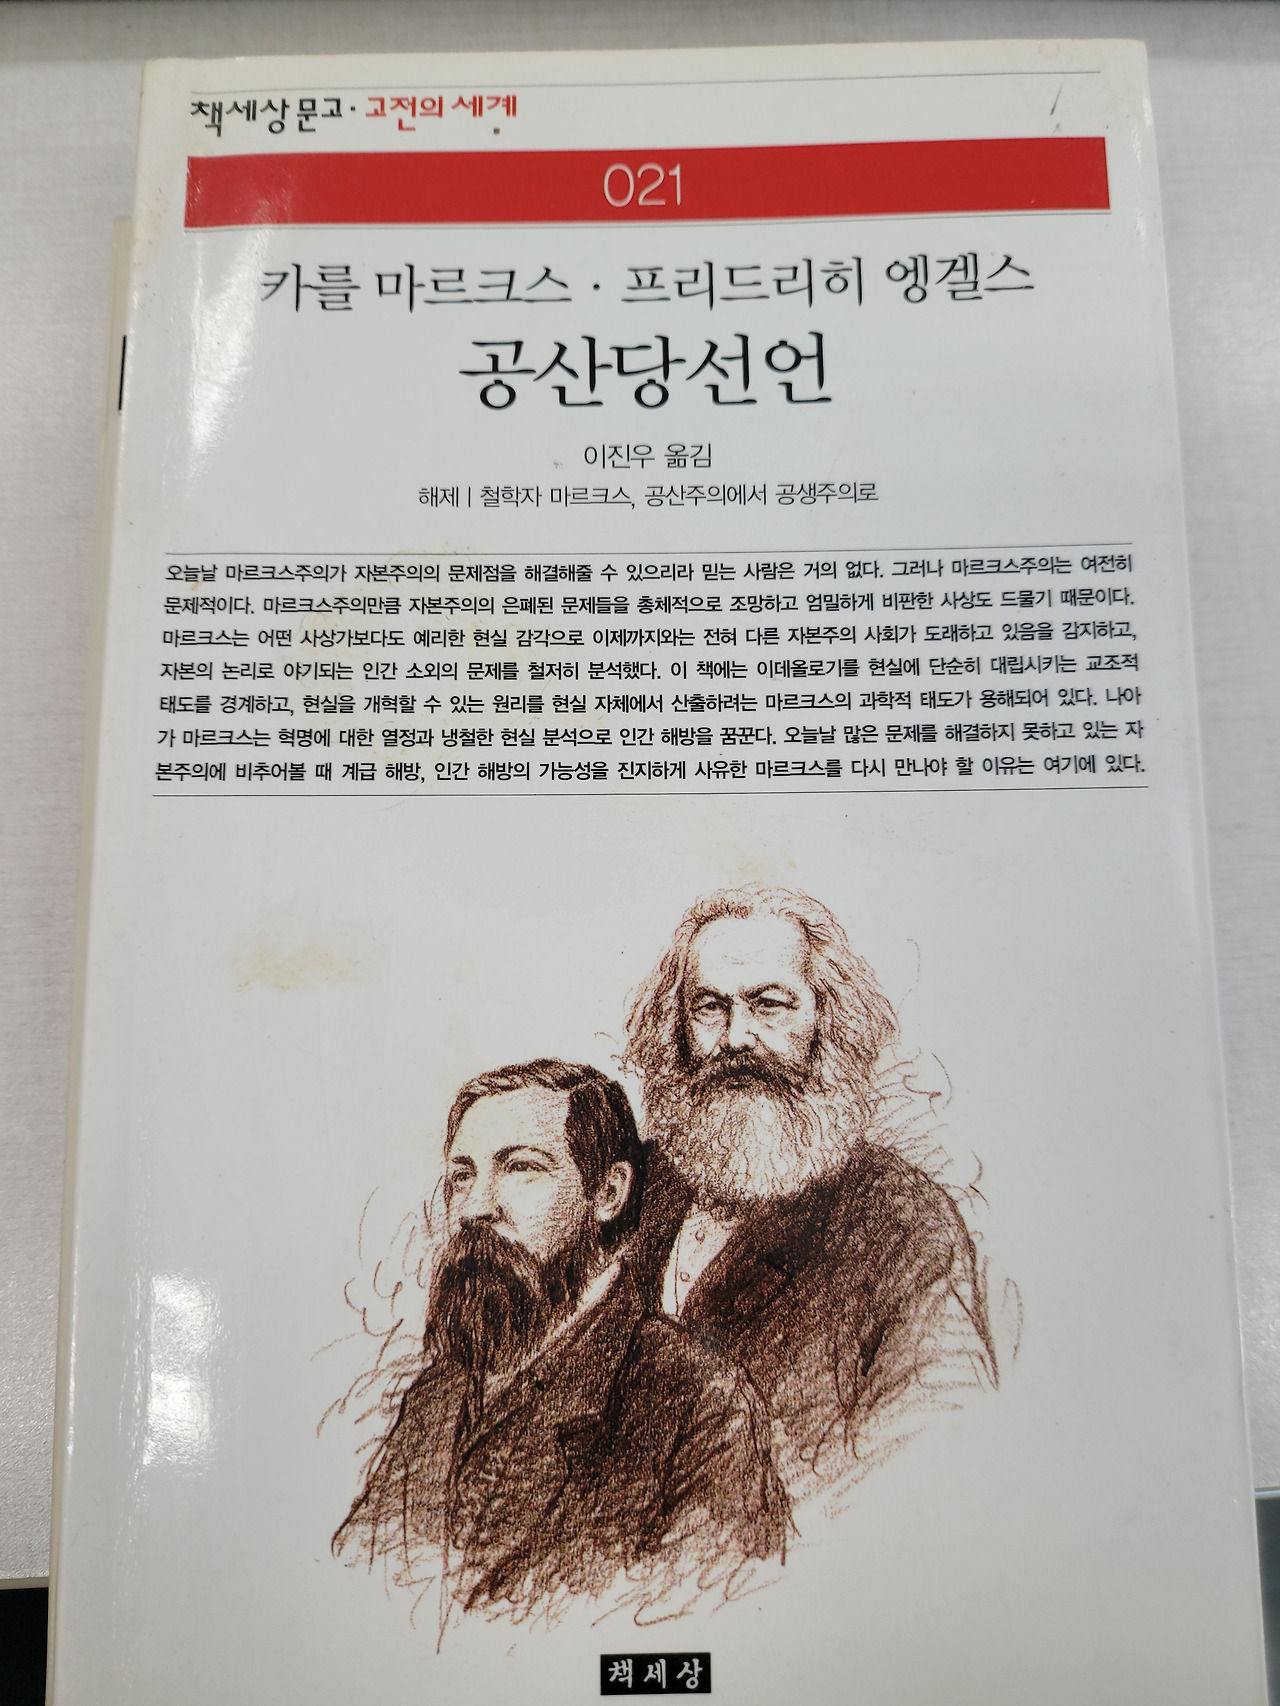 책세상문고·고전의 세계
021
카를 마르크스·프리드리히 엥겔스
공산당선언
이진우 옮김
해제 | 철학자 마르크스, 공산주의에서 공생주의로
오늘날 마르크스주의가 자본주의의 문제점을 해결해줄 수 있으리라 믿는 사람은 거의 없다. 그러나 마르크스주의는 여전히
문제적이다. 마르크스주의만큼 자본주의의 은폐된 문제들을 총체적으로 조망하고 엄밀하게 비판한 사상도 드물기 때문이다.
마르크스는 어떤 사상가보다도 예리한 현실 감각으로 이제까지와는 전혀 다른 자본주의 사회가 도래하고 있음을 감지하고,
자본의 논리로 야기되는 인간 소외의 문제를 철저히 분석했다. 이 책에는 이데올로기를 현실에 단순히 대립시키는 교조적
태도를 경계하고, 현실을 개혁할 수 있는 원리를 현실 자체에서 산출하려는 마르크스의 과학적 태도가 용해되어 있다. 나아
가 마르크스는 혁명에 대한 열정과 냉철한 현실 분석으로 인간 해방을 꿈꾼다. 오늘날 많은 문제를 해결하지 못하고 있는 자
본주의에 비추어볼 때 계급 해방, 인간 해방의 가능성을 진지하게 사유한 마르크스를 다시 만나야 할 이유는 여기에 있다.
책세상